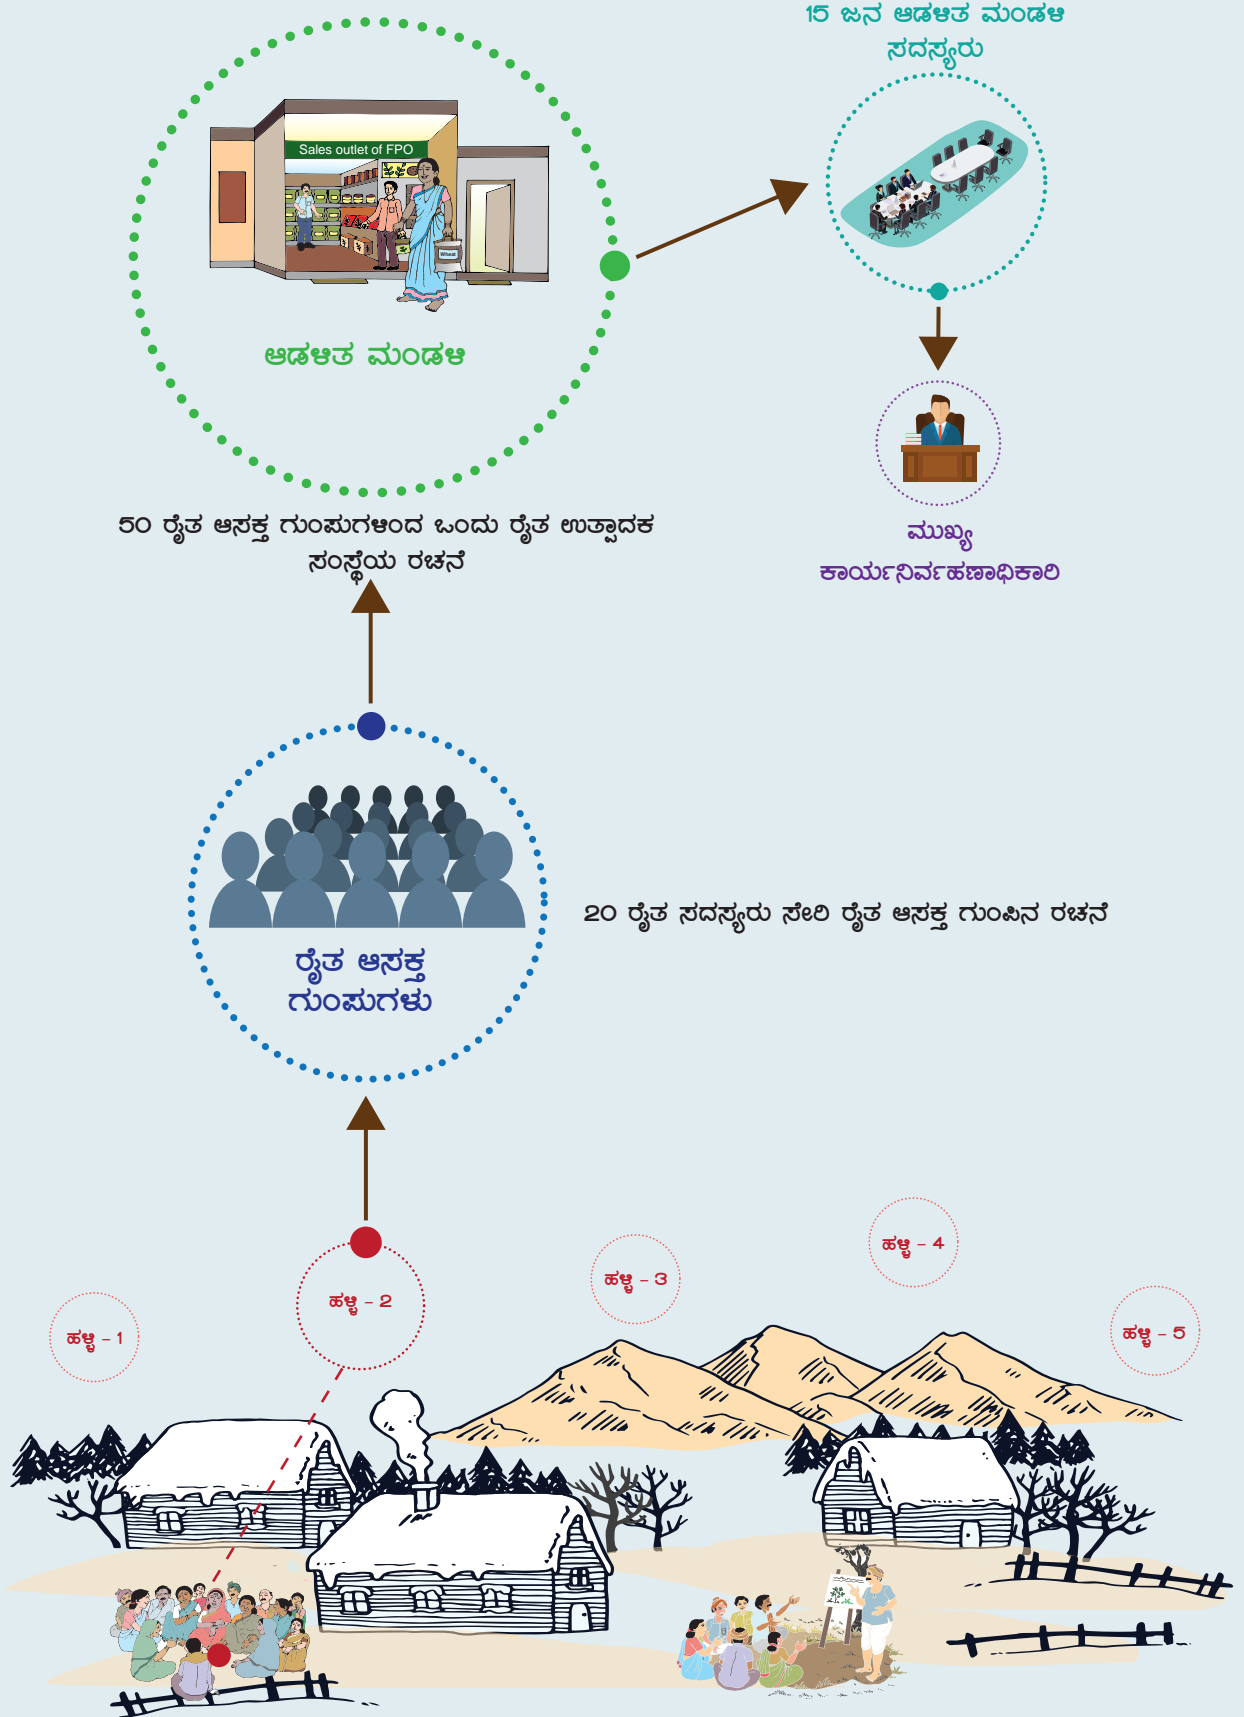 15 ಜನ ಆಡಳಿತ ಮಂಡಳಿ
ಸದಸ್ಯರು
Sales outlet of FPO
Wheat
ಆಡಳಿತ ಮಂಡಳಿ
50 ರೈತ ಆಸಕ್ತ ಗುಂಪುಗಳಿಂದ ಒಂದು ರೈತ ಉತ್ಪಾದಕ
ಸಂಸ್ಥೆಯ ರಚನೆ
ಮುಖ್ಯ
ಕಾರ್ಯನಿರ್ವಹಣಾಧಿಕಾರಿ
20 ರೈತ ಸದಸ್ಯರು ಸೇರಿ ರೈತ ಆಸಕ್ತ ಗುಂಪಿನ ರಚನೆ
ರೈತ ಆಸಕ್ತ
ಗುಂಪುಗಳು
ಹಳ್ಳಿ - 1
ಹಳ್ಳಿ - 2
ಹಳ್ಳಿ - 3
ಹಳ್ಳಿ - 4
ಹಳ್ಳಿ - 5